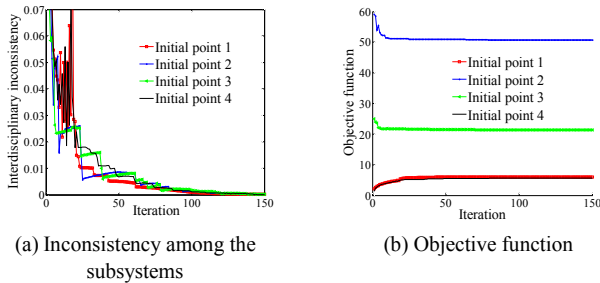 0.07
0.06
0.05
0.04
0.03
0.02
0.01
0
0
50
100
150
Interdisciplinary inconsistency
Iteration
Initial point 1
Initial point 2
Initial point 3
Initial point 4
(a) Inconsistency among the
subsystems
60
50
40
30
20
10
0
0
50
100
150
Objective function
Iteration
Initial point 1
Initial point 2
Initial point 3
Initial point 4
(b) Objective function